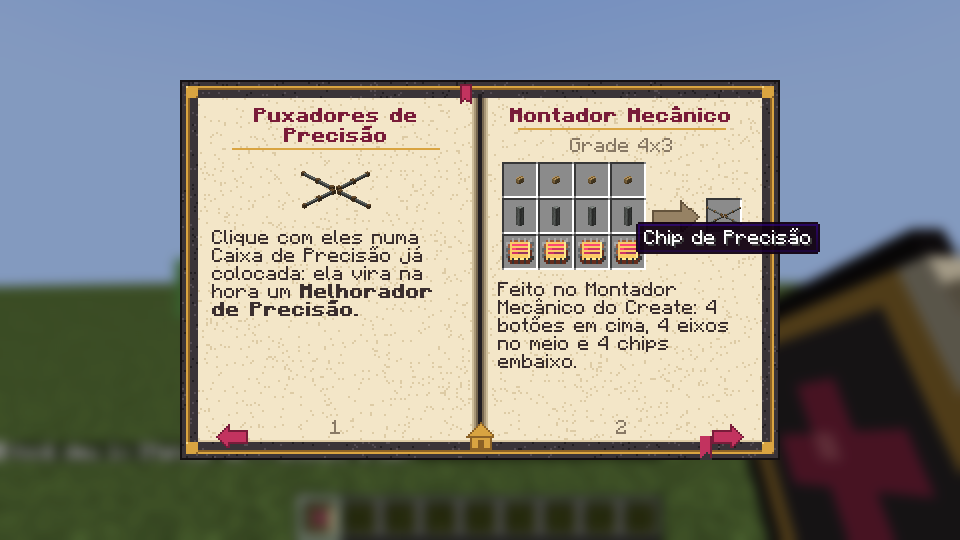 Puxadores de
Precisão
Clique com eles numa
Caixa de Precisão já
colocada: ela vira na
hora um Melhorador
de Precisão.
1
Montador Mecânico
Grade 4x3
Chip de Precisão
Feito no Montador
Mecânico do Create: 4
botões em cima, 4 eixos
no meio e 4 chips
embaixo.
2